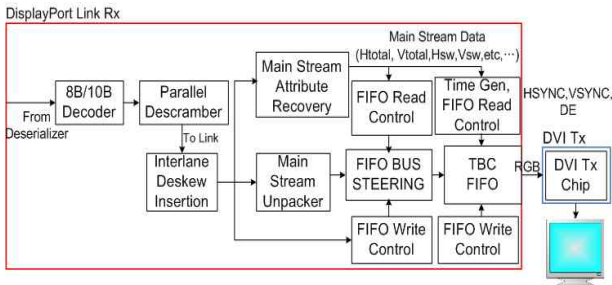 DisplayPort Link Rx
Main Stream Data
(Htotal, Vtotal,Hsw,Vsw,etc,…)
8B/10B
Decoder
Parallel
Descramber
Main Stream
Attribute
Recovery
FIFO Read
Control
Time Gen,
FIFO Read
Control
HSYNC,VSYNC,
DE
From
Deserializer
To Link
Interlane
Deskew
Insertion
Main
Stream
Unpacker
FIFO BUS
STEERING
TBC
FIFO
RGB
DVI Tx
DVI Tx
Chip
FIFO Write
Control
FIFO Write
Control